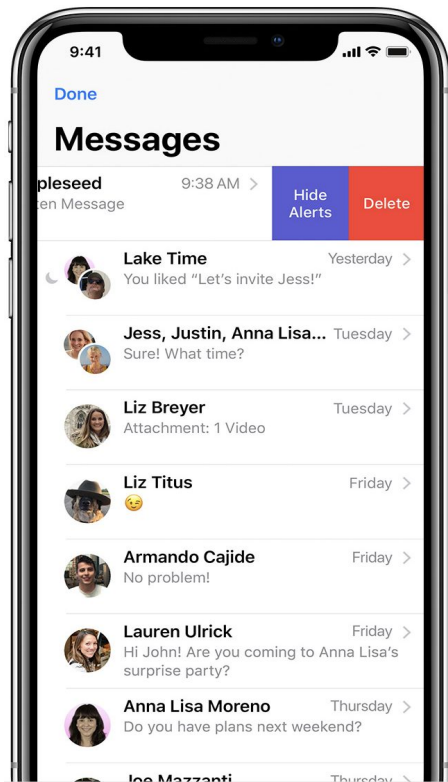 9:41
Done
Messages
pleseed 9:38 AM
ten Message
Hide
Alerts
Delete
Lake Time Yesterday
You liked “Let’s invite Jess!”
Jess, Justin, Anna Lisa... Tuesday
Sure! What time?
Liz Breyer Tuesday
Attachment: 1 Video
Liz Titus Friday
😉
Armando Cajide Friday
No problem!
Lauren Ulrick Friday
Hi John! Are you coming to Anna Lisa’s
surprise party?
Anna Lisa Moreno Thursday
Do you have plans next weekend?
Joe Mazzanti Thursday